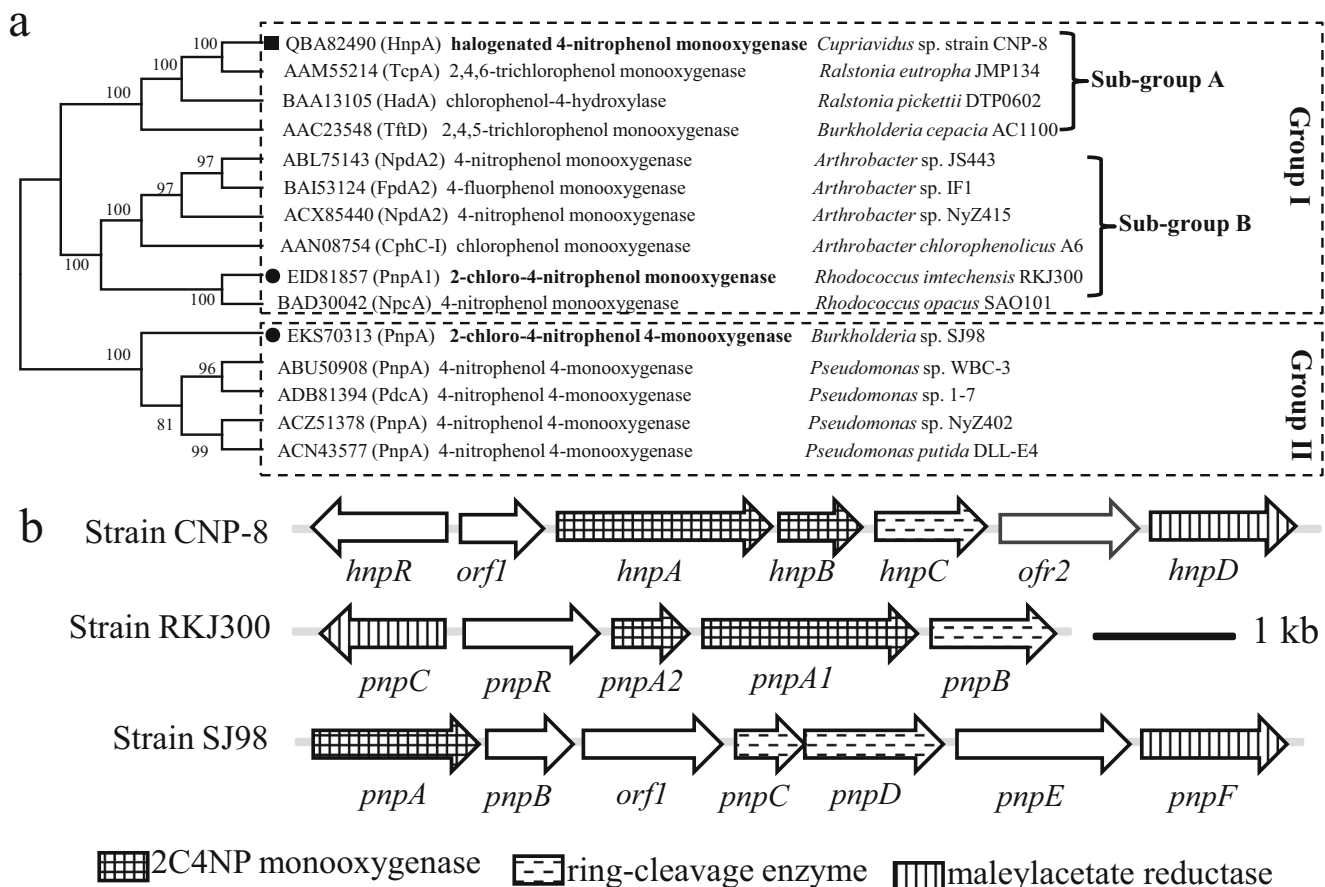 a
100 QBA82490 (HnpA) halogenated 4-nitrophenol monooxygenase Cupriavidus sp. strain CNP-8
100 AAM55214 (TcpA) 2,4,6-trichlorophenol monooxygenase Ralstonia eutropha JMP134
Sub-group A
100 BAA13105 (HadA) chlorophenol-4-hydroxylase Ralstonia pickettii DTP0602
AAC23548 (TftD) 2,4,5-trichlorophenol monooxygenase Burkholderia cepacia AC1100
Group I
97 ABL75143 (NpdA2) 4-nitrophenol monooxygenase Arthrobacter sp. JS443
97 BAI53124 (FpdA2) 4-fluorphenol monooxygenase Arthrobacter sp. IF1
100 ACX85440 (NpdA2) 4-nitrophenol monooxygenase Arthrobacter sp. NyZ415
Sub-group B
AAN08754 (CphC-I) chlorophenol monooxygenase Arthrobacter chlorophenolicus A6
100 EID81857 (PnpA1) 2-chloro-4-nitrophenol monooxygenase Rhodococcus imtechensis RKJ300
100 BAD30042 (NpcA) 4-nitrophenol monooxygenase Rhodococcus opacus SAO101
EKS70313 (PnpA) 2-chloro-4-nitrophenol 4-monooxygenase Burkholderia sp. SJ98
100
96 ABU50908 (PnpA) 4-nitrophenol 4-monooxygenase Pseudomonas sp. WBC-3
Group II
ADB81394 (PdcA) 4-nitrophenol 4-monooxygenase Pseudomonas sp. 1-7
81 ACZ51378 (PnpA) 4-nitrophenol 4-monooxygenase Pseudomonas sp. NyZ402
99 ACN43577 (PnpA) 4-nitrophenol 4-monooxygenase Pseudomonas putida DLL-E4
b
Strain CNP-8
hnpR orf1 hnpA hnpB hnpC ofr2 hnpD
Strain RKJ300
1 kb
pnpC pnpR pnpA2 pnpA1 pnpB
Strain SJ98
pnpA pnpB orf1 pnpC pnpD pnpE pnpF
2C4NP monooxygenase ring-cleavage enzyme maleylacetate reductase